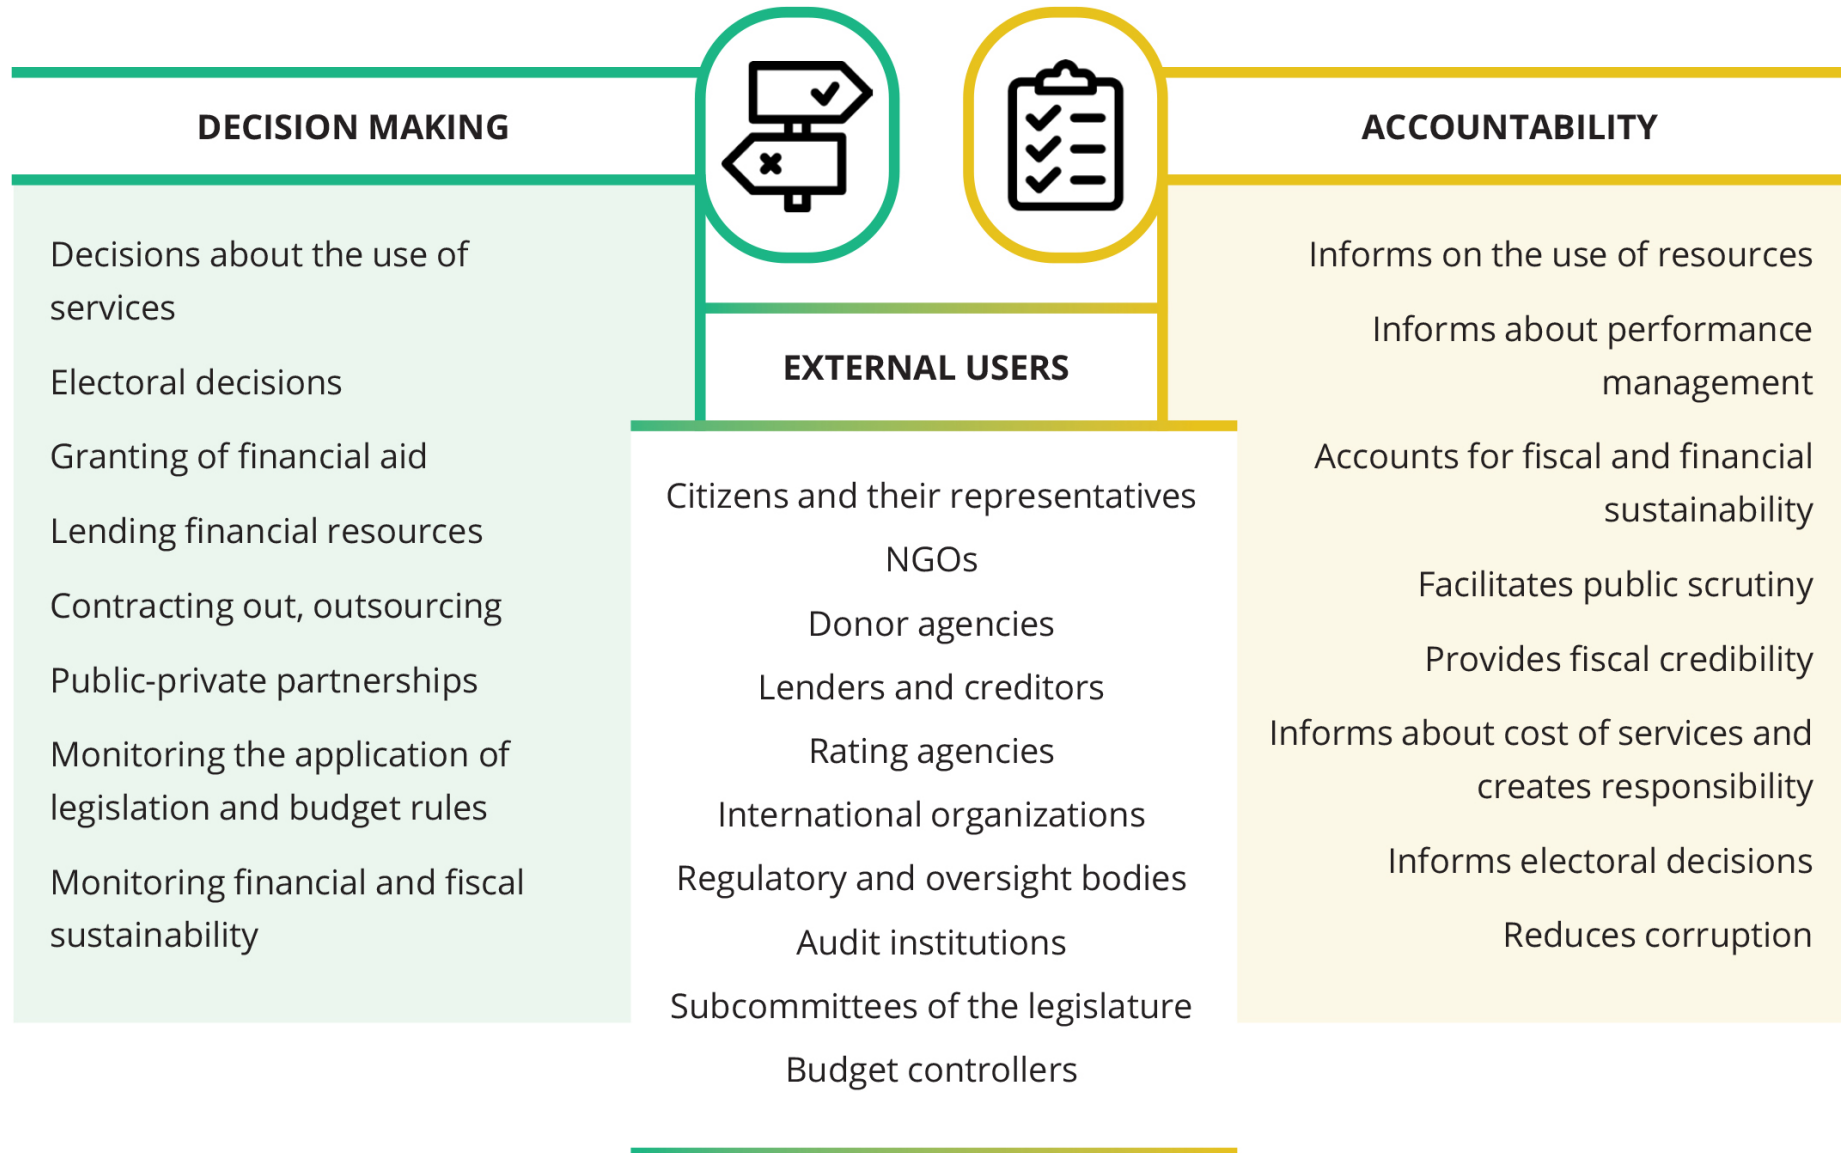 DECISION MAKING
Decisions about the use of
services
Electoral decisions
Granting of financial aid
Lending financial resources
Contracting out, outsourcing
Public-private partnerships
Monitoring the application of
legislation and budget rules
Monitoring financial and fiscal
sustainability
EXTERNAL USERS
Citizens and their representatives
NGOs
Donor agencies
Lenders and creditors
Rating agencies
International organizations
Regulatory and oversight bodies
Audit institutions
Subcommittees of the legislature
Budget controllers
ACCOUNTABILITY
Informs on the use of resources
Informs about performance
management
Accounts for fiscal and financial
sustainability
Facilitates public scrutiny
Provides fiscal credibility
Informs about cost of services and
creates responsibility
Informs electoral decisions
Reduces corruption